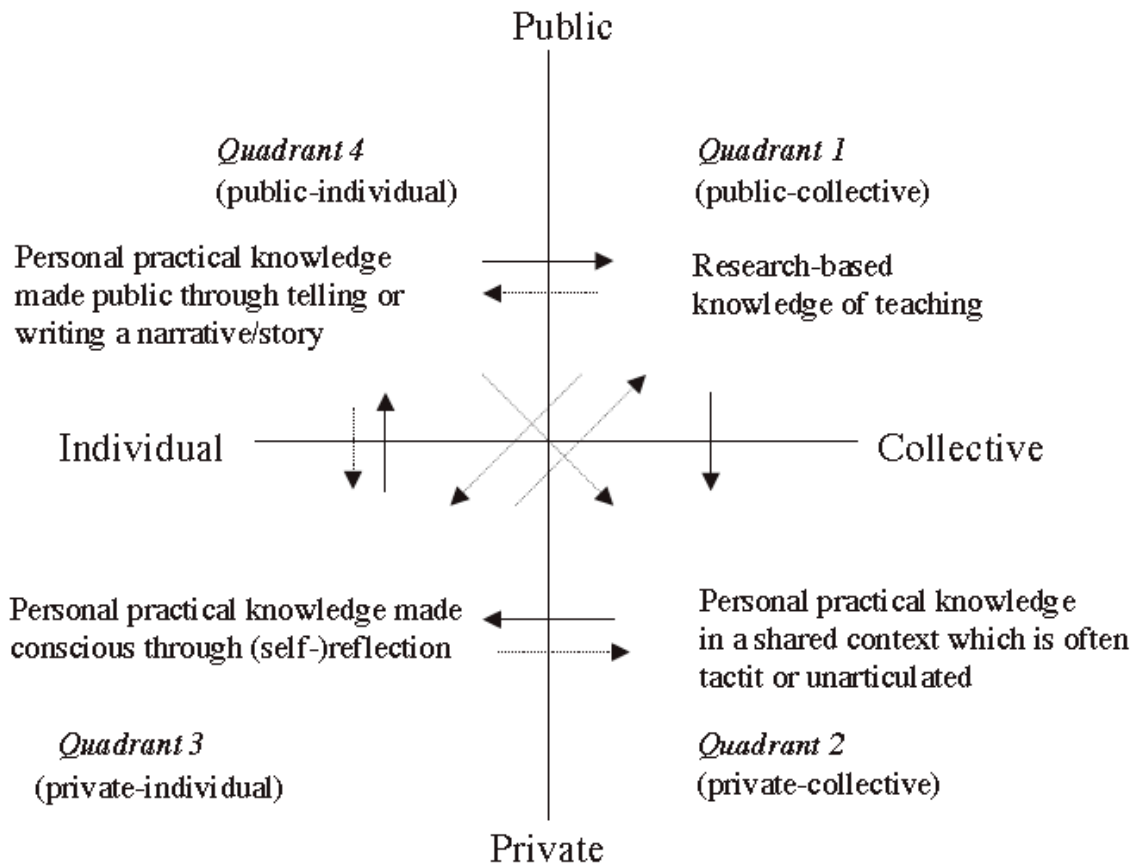 Public
Quadrant 4
(public-individual)
Quadrant 1
(public-collective)
Personal practical knowledge
made public through telling or
writing a narrative/story
Research-based
knowledge of teaching
Individual
Collective
Personal practical knowledge made
conscious through (self-)reflection
Personal practical knowledge
in a shared context which is often
tactit or unarticulated
Quadrant 3
(private-individual)
Quadrant 2
(private-collective)
Private